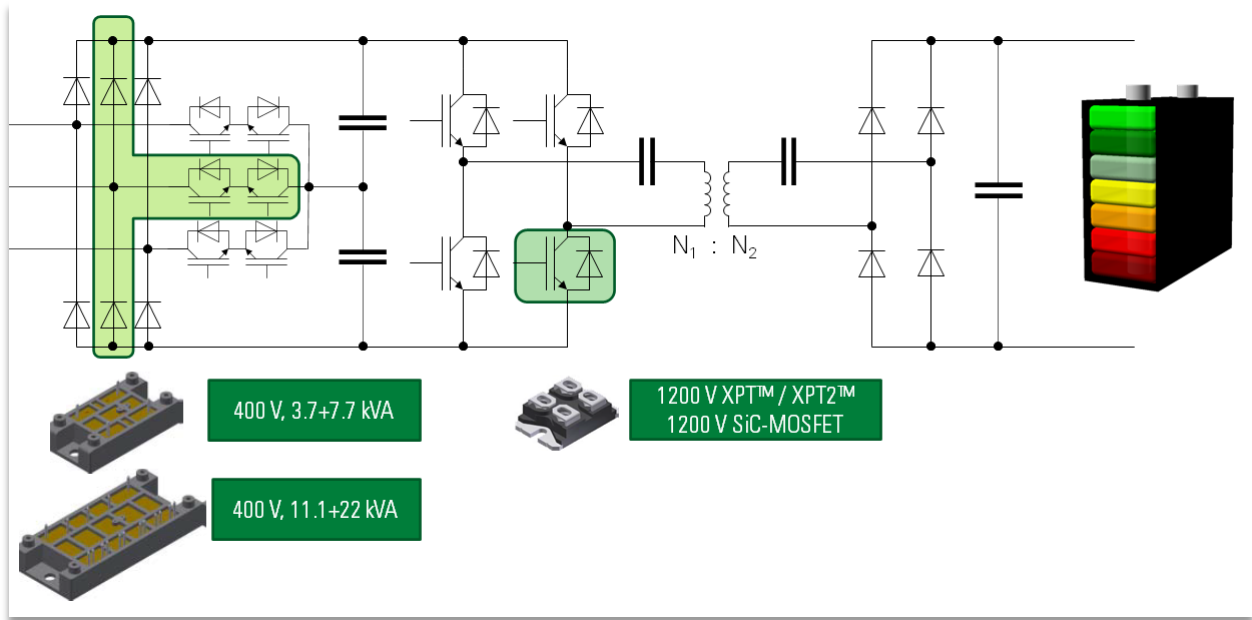 N₁ : N₂
400 V, 3.7+7.7 kVA
1200 V XPT™ / XPT2™
1200 V SiC-MOSFET
400 V, 11.1+22 kVA